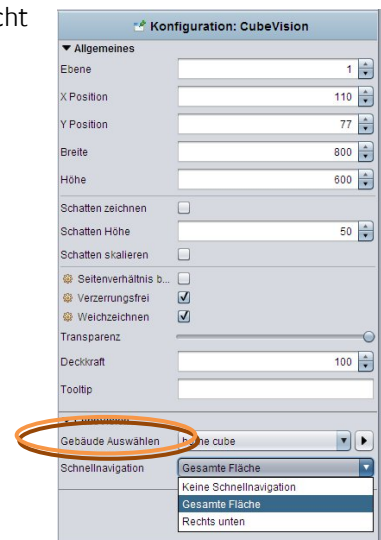 cht
Konfiguration: CubeVision
Allgemeines
Ebene 1
X Position 110
Y Position 77
Breite 800
Höhe 600
Schatten zeichnen
Schatten Höhe 50
Schatten skalieren
Seitenverhältnis b...
Verzerrungsfrei
Weichzeichnen
Transparenz
Deckkraft 100
Tooltip
Gebäude Auswählen cube
Schnellnavigation Gesamte Fläche
Keine Schnellnavigation
Gesamte Fläche
Rechts unten